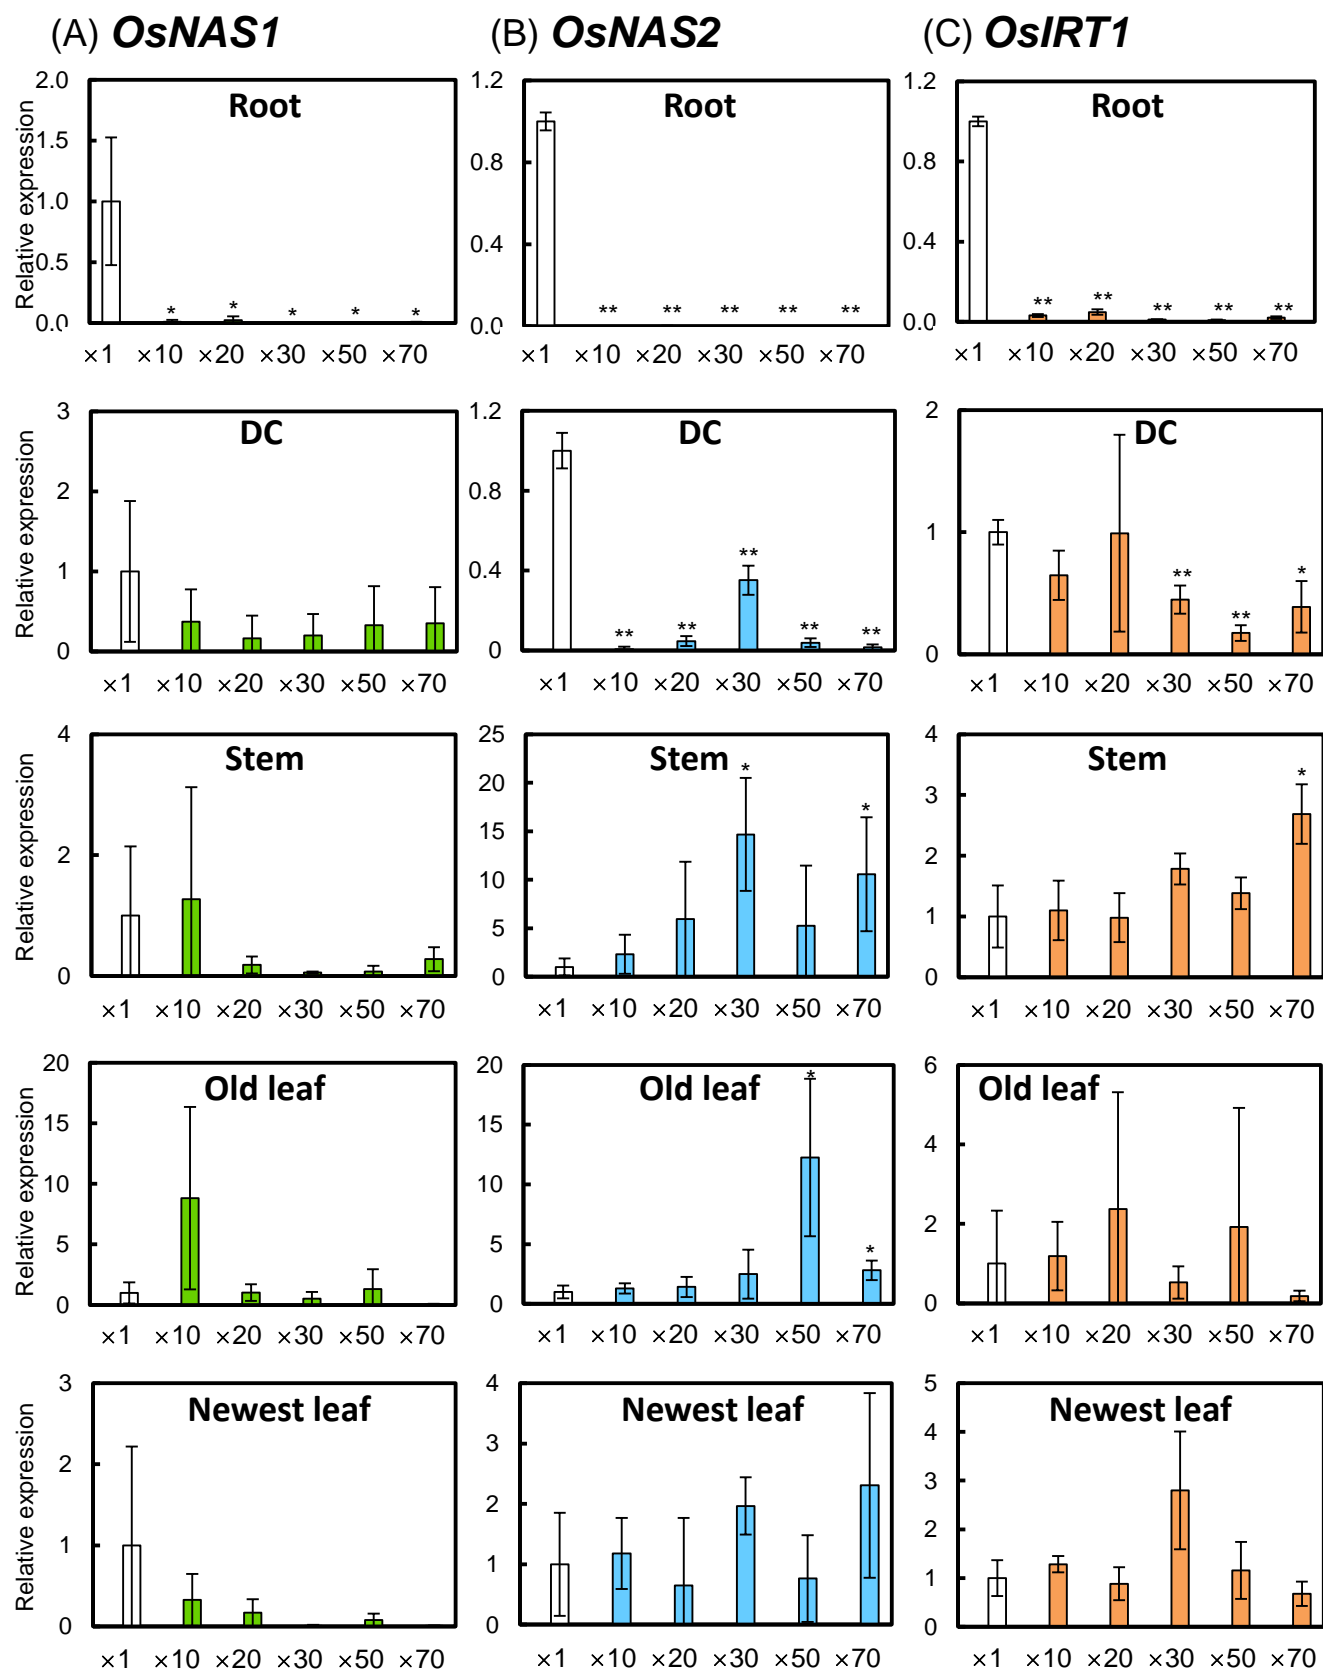 (A) OsNAS1 (B) OsNAS2 (C) OsIRT1
Root
Relative expression
2.0
1.5
1.0
0.5
0.0
* * * * *
×1 ×10 ×20 ×30 ×50 ×70
Root
1.2
0.8
0.4
0.0
** ** ** ** **
×1 ×10 ×20 ×30 ×50 ×70
Root
1.2
0.8
0.4
0.0
** ** ** ** **
×1 ×10 ×20 ×30 ×50 ×70
DC
Relative expression
3
2
1
0
×1 ×10 ×20 ×30 ×50 ×70
DC
1.2
0.8
0.4
0
** ** ** ** **
×1 ×10 ×20 ×30 ×50 ×70
DC
2
1
0
** ** *
×1 ×10 ×20 ×30 ×50 ×70
Stem
Relative expression
4
2
0
×1 ×10 ×20 ×30 ×50 ×70
Stem
25
20
15
10
5
0
* *
×1 ×10 ×20 ×30 ×50 ×70
Stem
4
3
2
1
0
*
×1 ×10 ×20 ×30 ×50 ×70
Old leaf
Relative expression
20
15
10
5
0
×1 ×10 ×20 ×30 ×50 ×70
Old leaf
20
15
10
5
0
* *
×1 ×10 ×20 ×30 ×50 ×70
Old leaf
6
4
2
0
×1 ×10 ×20 ×30 ×50 ×70
Newest leaf
Relative expression
3
2
1
0
×1 ×10 ×20 ×30 ×50 ×70
Newest leaf
4
3
2
1
0
×1 ×10 ×20 ×30 ×50 ×70
Newest leaf
5
4
3
2
1
0
×1 ×10 ×20 ×30 ×50 ×70